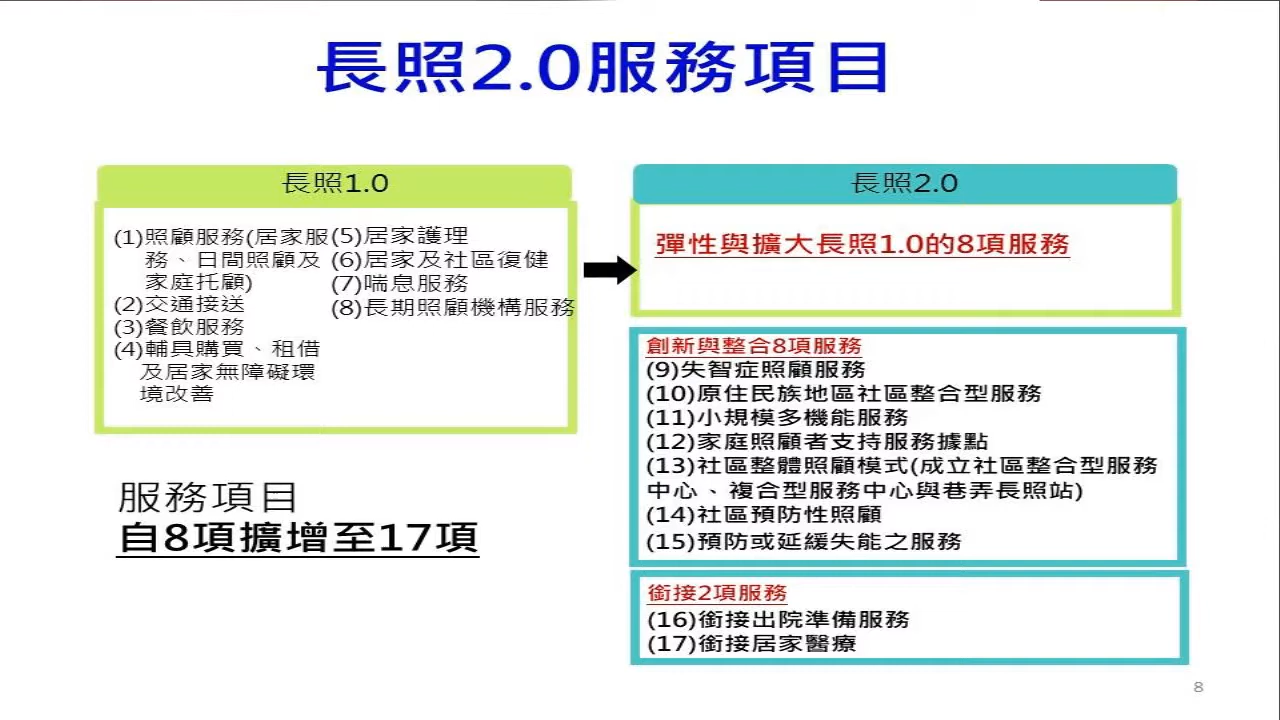 長照2.0服務項目
長照1.0
(1)照顧服務(居家服
務、日間照顧及
家庭托顧)
(2)交通接送
(3)餐飲服務
(4)輔具購買、租借
及居家無障礙環
境改善
(5)居家護理
(6)居家及社區復健
(7)喘息服務
(8)長期照顧機構服務
服務項目
自8項擴增至17項
長照2.0
彈性與擴大長照1.0的8項服務
創新與整合8項服務
(9)失智症照顧服務
(10)原住民族地區社區整合型服務
(11)小規模多機能服務
(12)家庭照顧者支持服務據點
(13)社區整體照顧模式(成立社區整合型服務
中心、複合型服務中心與巷弄長照站)
(14)社區預防性照顧
(15)預防或延緩失能之服務
銜接2項服務
(16)銜接出院準備服務
(17)銜接居家醫療
8